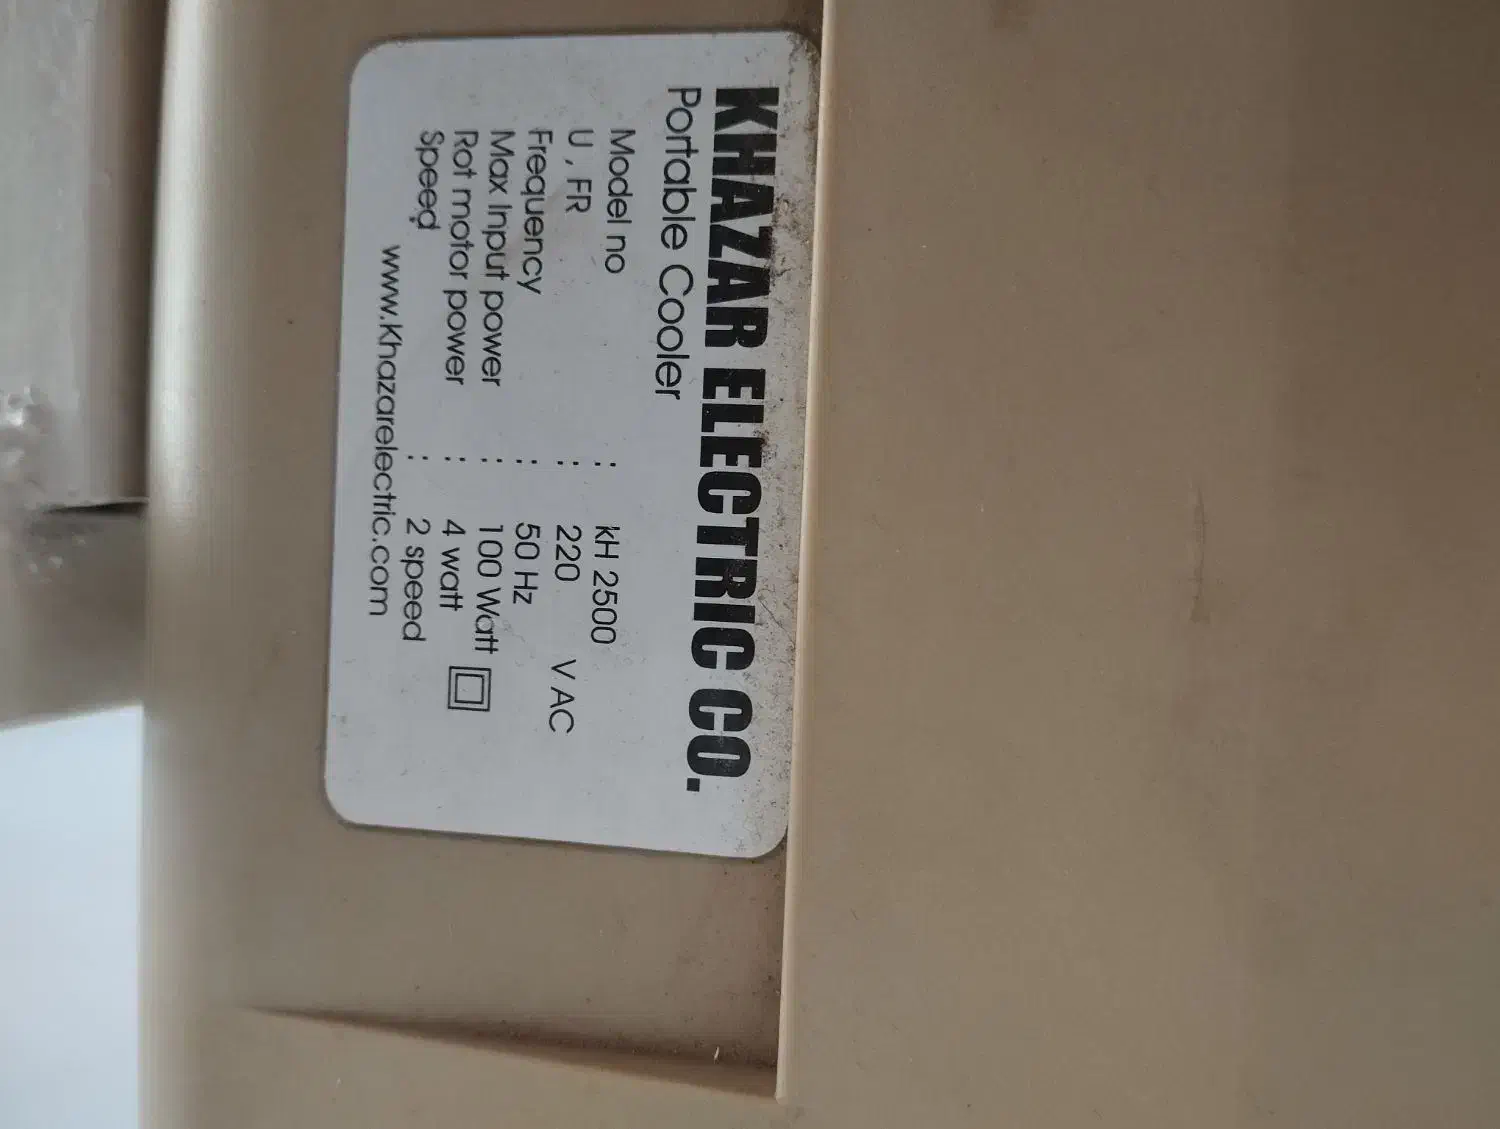 KHAZAR ELECTRIC CO.
Portable Cooler
Model no : kH 2500
U , FR : 220 V AC
Frequency : 50 Hz
Max Input power : 100 Watt
Rot motor power : 4 watt
Speed : 2 speed
www.Khazarelectric.com